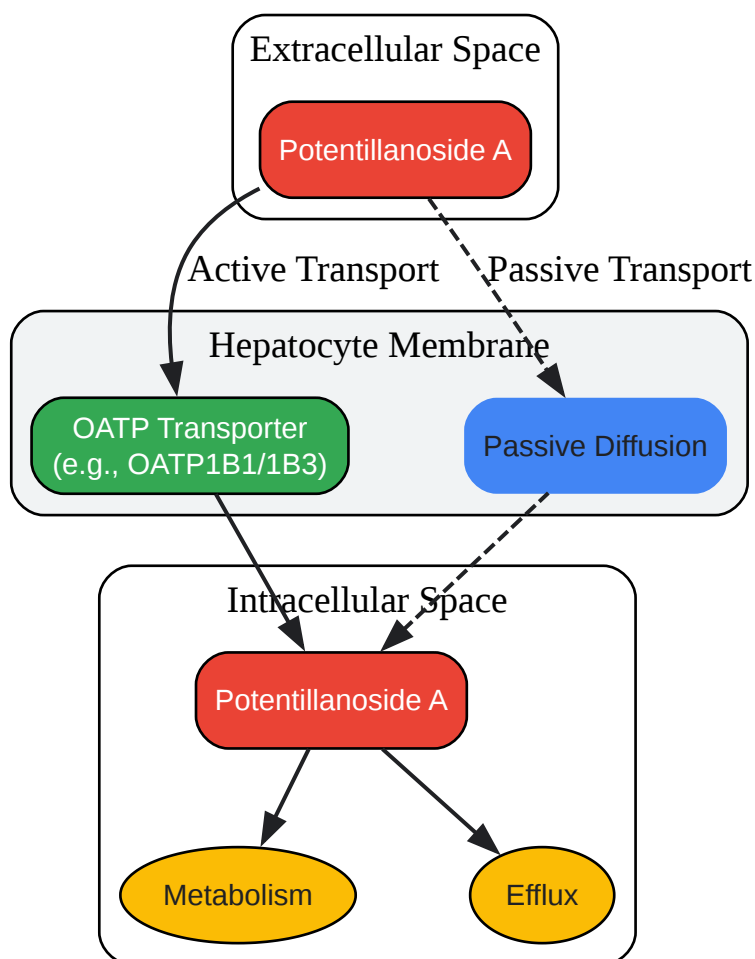 Extracellular Space
Potentillanoside A
Active Transport
Passive Transport
Hepatocyte Membrane
OATP Transporter
(e.g., OATP1B1/1B3)
Passive Diffusion
Intracellular Space
Potentillanoside A
Metabolism
Efflux